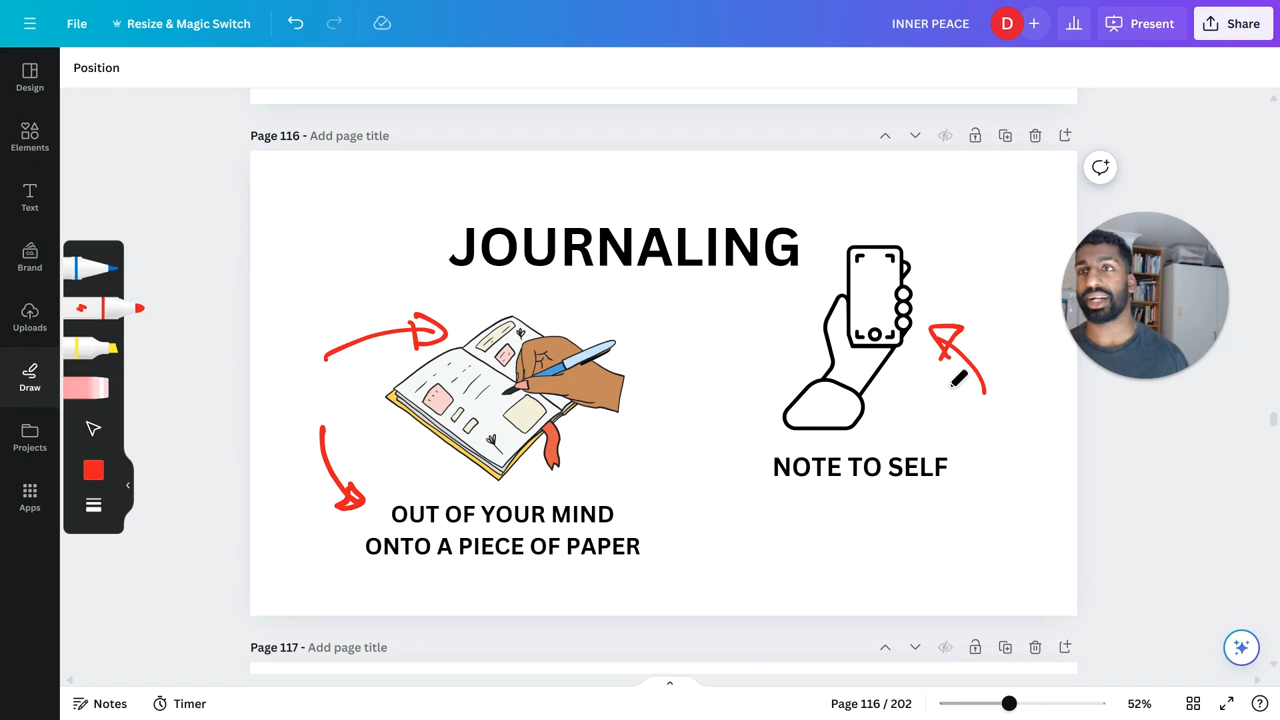 File
Resize & Magic Switch
INNER PEACE
D
Present
Share
Position
Design
Elements
Text
Brand
Uploads
Draw
Projects
Apps
Page 116 - Add page title
JOURNALING
NOTE TO SELF
OUT OF YOUR MIND
ONTO A PIECE OF PAPER
Page 117 - Add page title
Notes
Timer
Page 116 / 202
52%